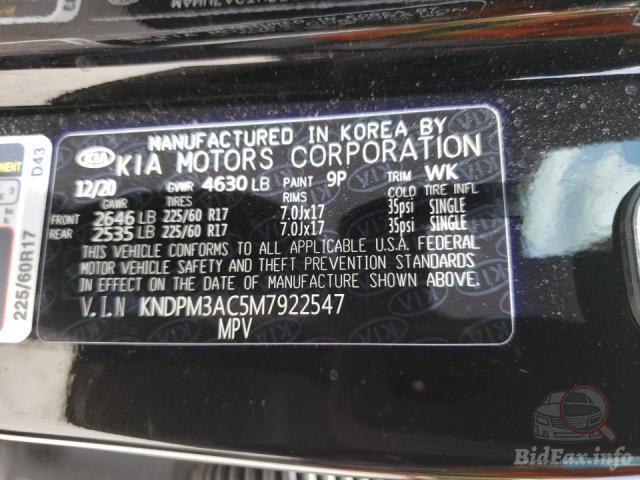 MANUFACTURED IN KOREA BY
KIA KIA MOTORS CORPORATION
12/20 GVWR 4630 LB PAINT 9P TRIM WK
GAWR TIRES RIMS COLD TIRE INFL
FRONT 2646 LB 225/60 R17 7.0Jx17 35psi SINGLE
REAR 2535 LB 225/60 R17 7.0Jx17 35psi SINGLE
THIS VEHICLE CONFORMS TO ALL APPLICABLE U.S.A. FEDERAL
MOTOR VEHICLE SAFETY AND THEFT PREVENTION STANDARDS
IN EFFECT ON THE DATE OF MANUFACTURE SHOWN ABOVE.
V.I.N KNDPM3AC5M7922547
MPV
D43
225/60R17
BidFax.info